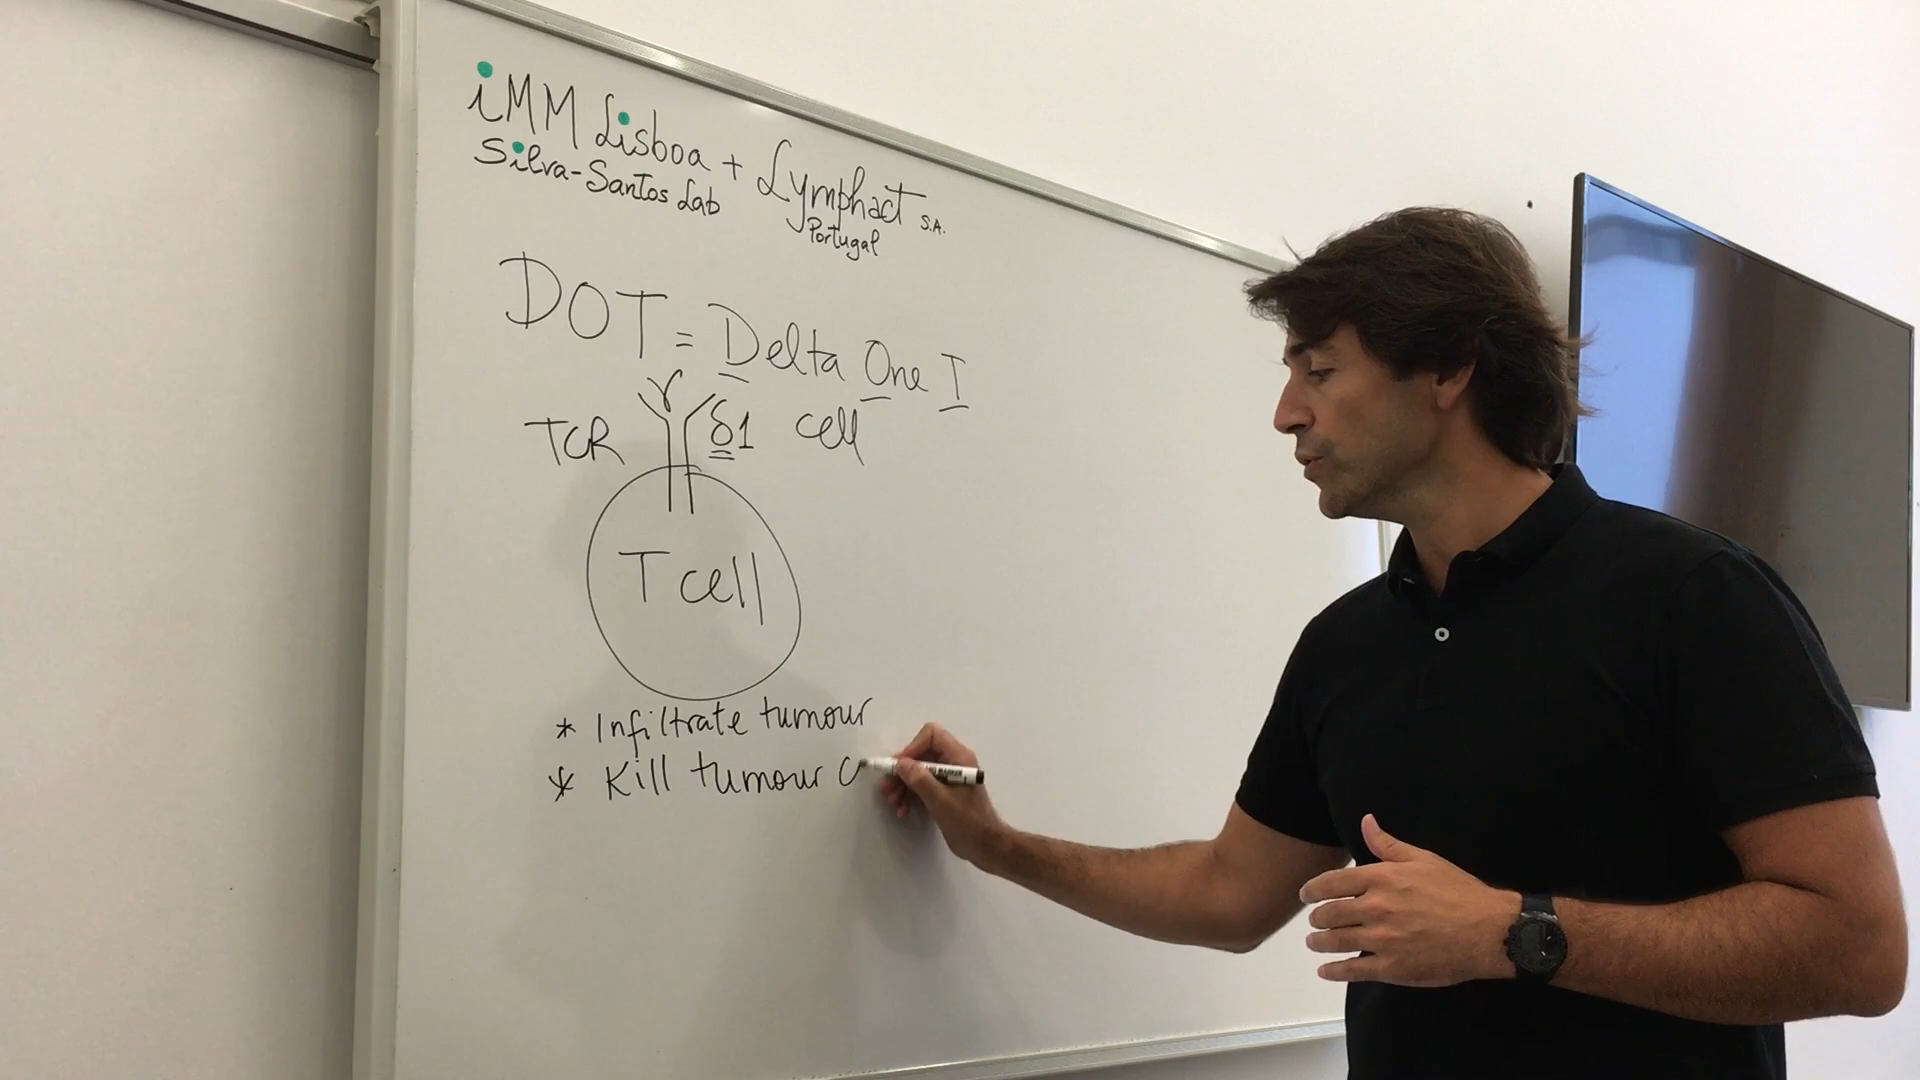 iMM Lisboa + Lymphact S.A.
Silva-Santos Lab
Portugal
DOT = Delta One T
cell
TCR γ δ1
T cell
* Infiltrate tumour
* Kill tumour c